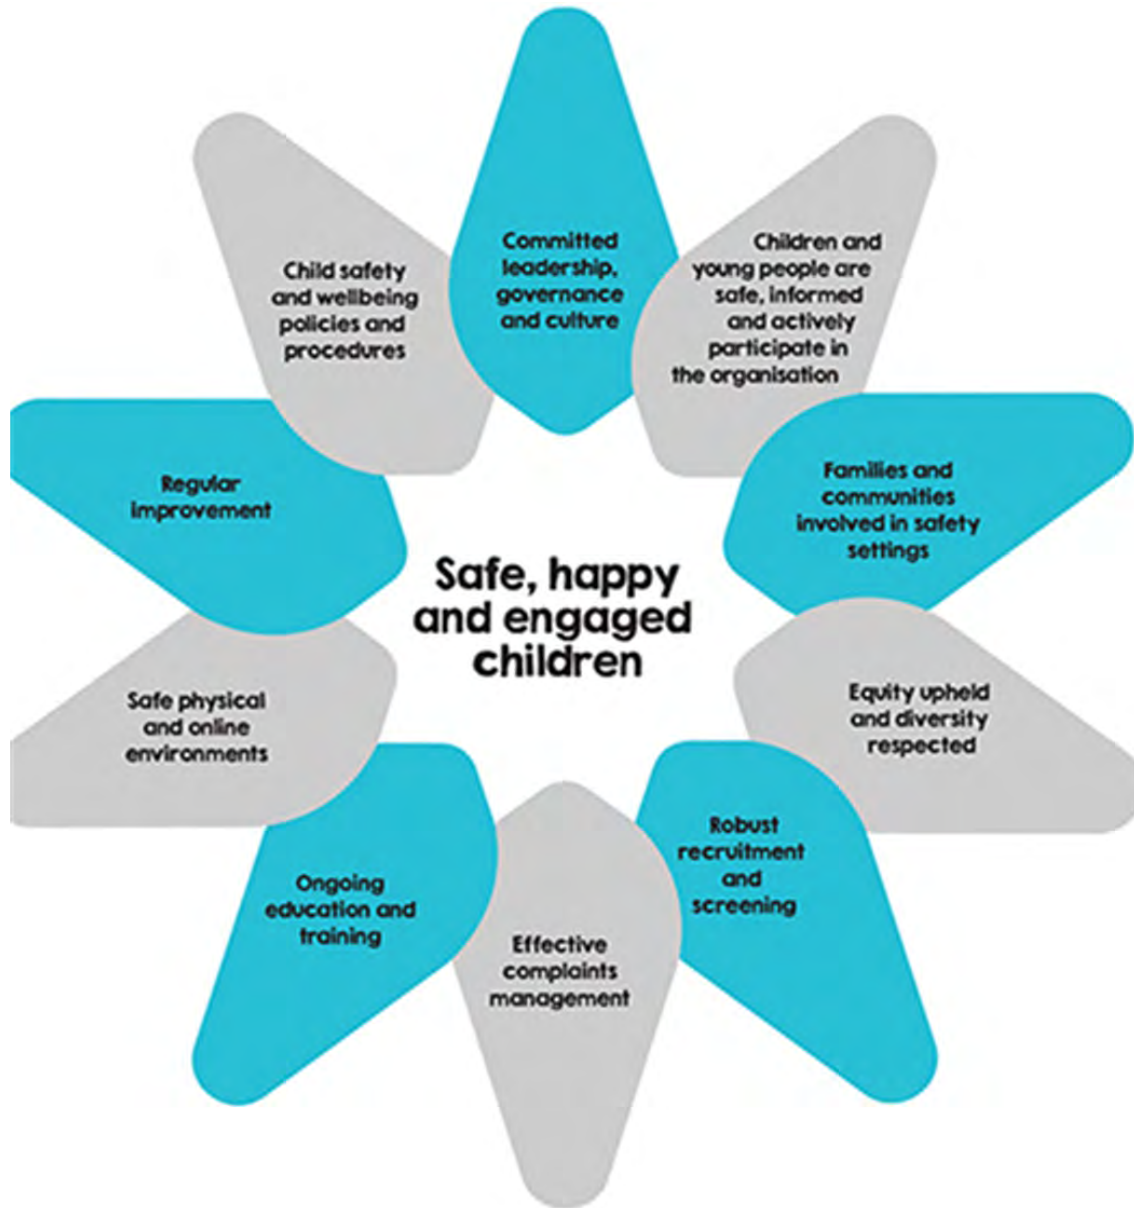 Committed
leadership,
governance
and culture
Children and
young people are
safe, informed
and actively
participate in
the organisation
Families and
communities
involved in safety
settings
Equity upheld
and diversity
respected
Robust
recruitment
and
screening
Effective
complaints
management
Ongoing
education and
training
Safe physical
and online
environments
Regular
improvement
Child safety
and wellbeing
policies and
procedures
Safe, happy
and engaged
children